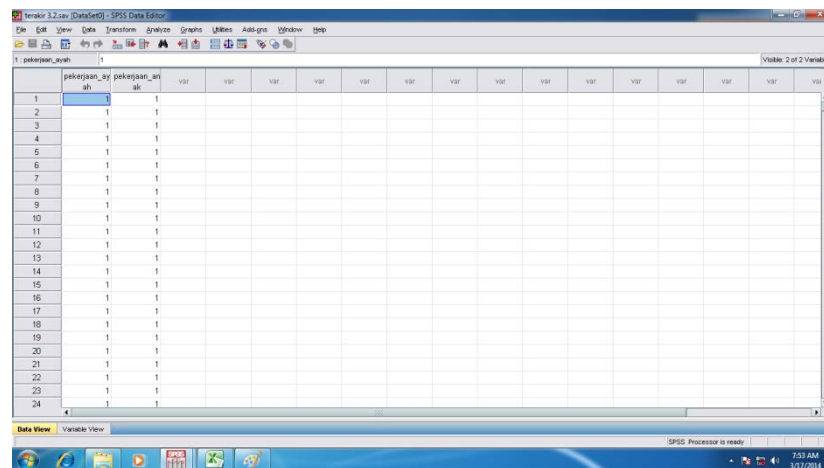 terakir 3.2.sav [DataSet0] - SPSS Data Editor
File Edit View Data Transform Analyze Graphs Utilities Add-ons Window Help
1 : pekerjaan_ayah 1 Visible: 2 of 2 Variab
pekerjaan_ay pekerjaan_an var var var var var var var var var var var var
ah ak
1 1 1
2 1 1
3 1 1
4 1 1
5 1 1
6 1 1
7 1 1
8 1 1
9 1 1
10 1 1
11 1 1
12 1 1
13 1 1
14 1 1
15 1 1
16 1 1
17 1 1
18 1 1
19 1 1
20 1 1
21 1 1
22 1 1
23 1 1
24 1 1
Data View Variable View
SPSS Processor is ready
7:53 AM
3/17/2014